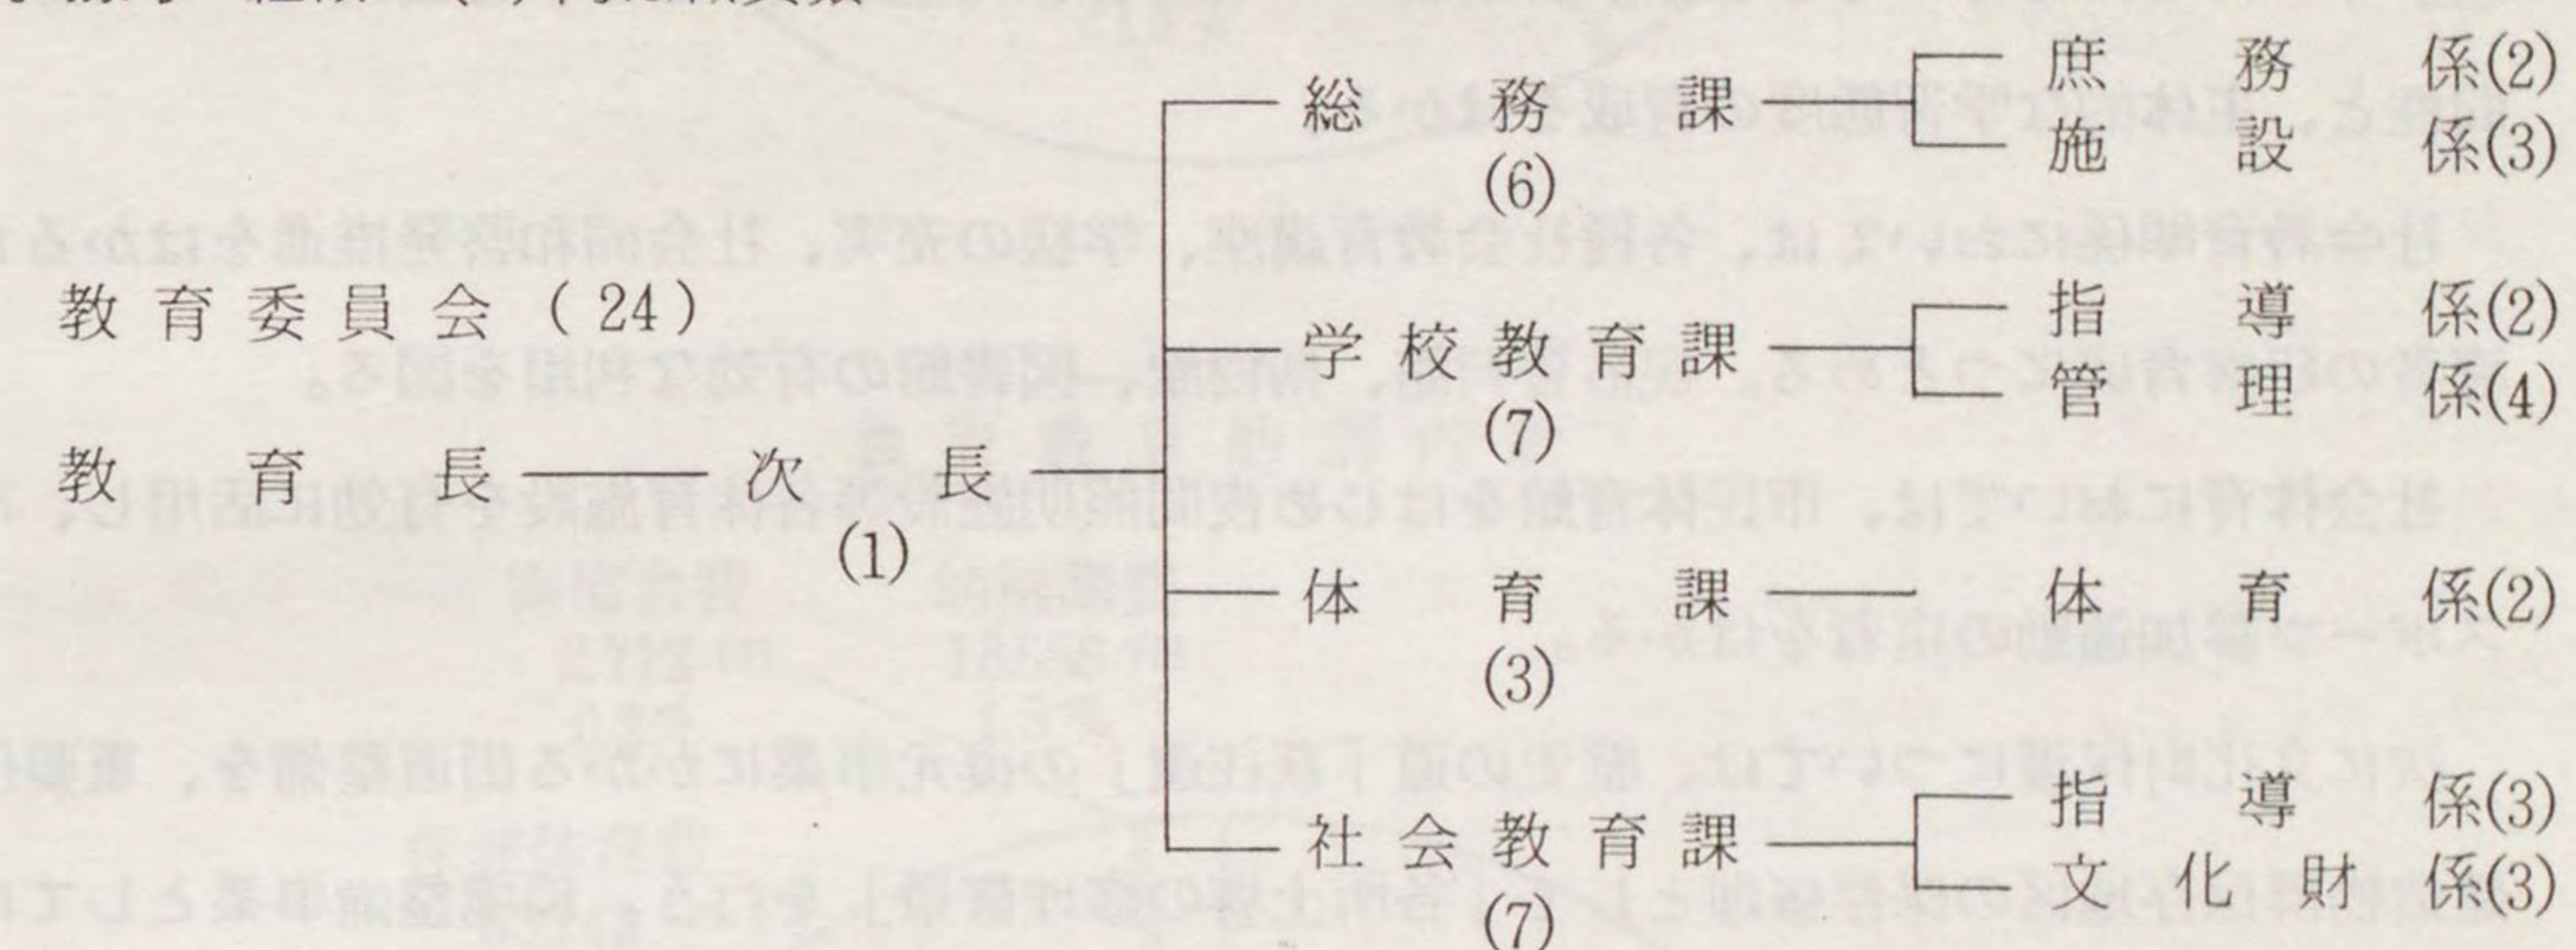 総務課 庶務係(2)
(6) 施設係(3)
教育委員会(24)
学校教育課 指導係(2)
(7) 管理係(4)
教育長 次長
(1)
体育課 体育係(2)
(3)
社会教育課 指導係(3)
(7) 文化財係(3)